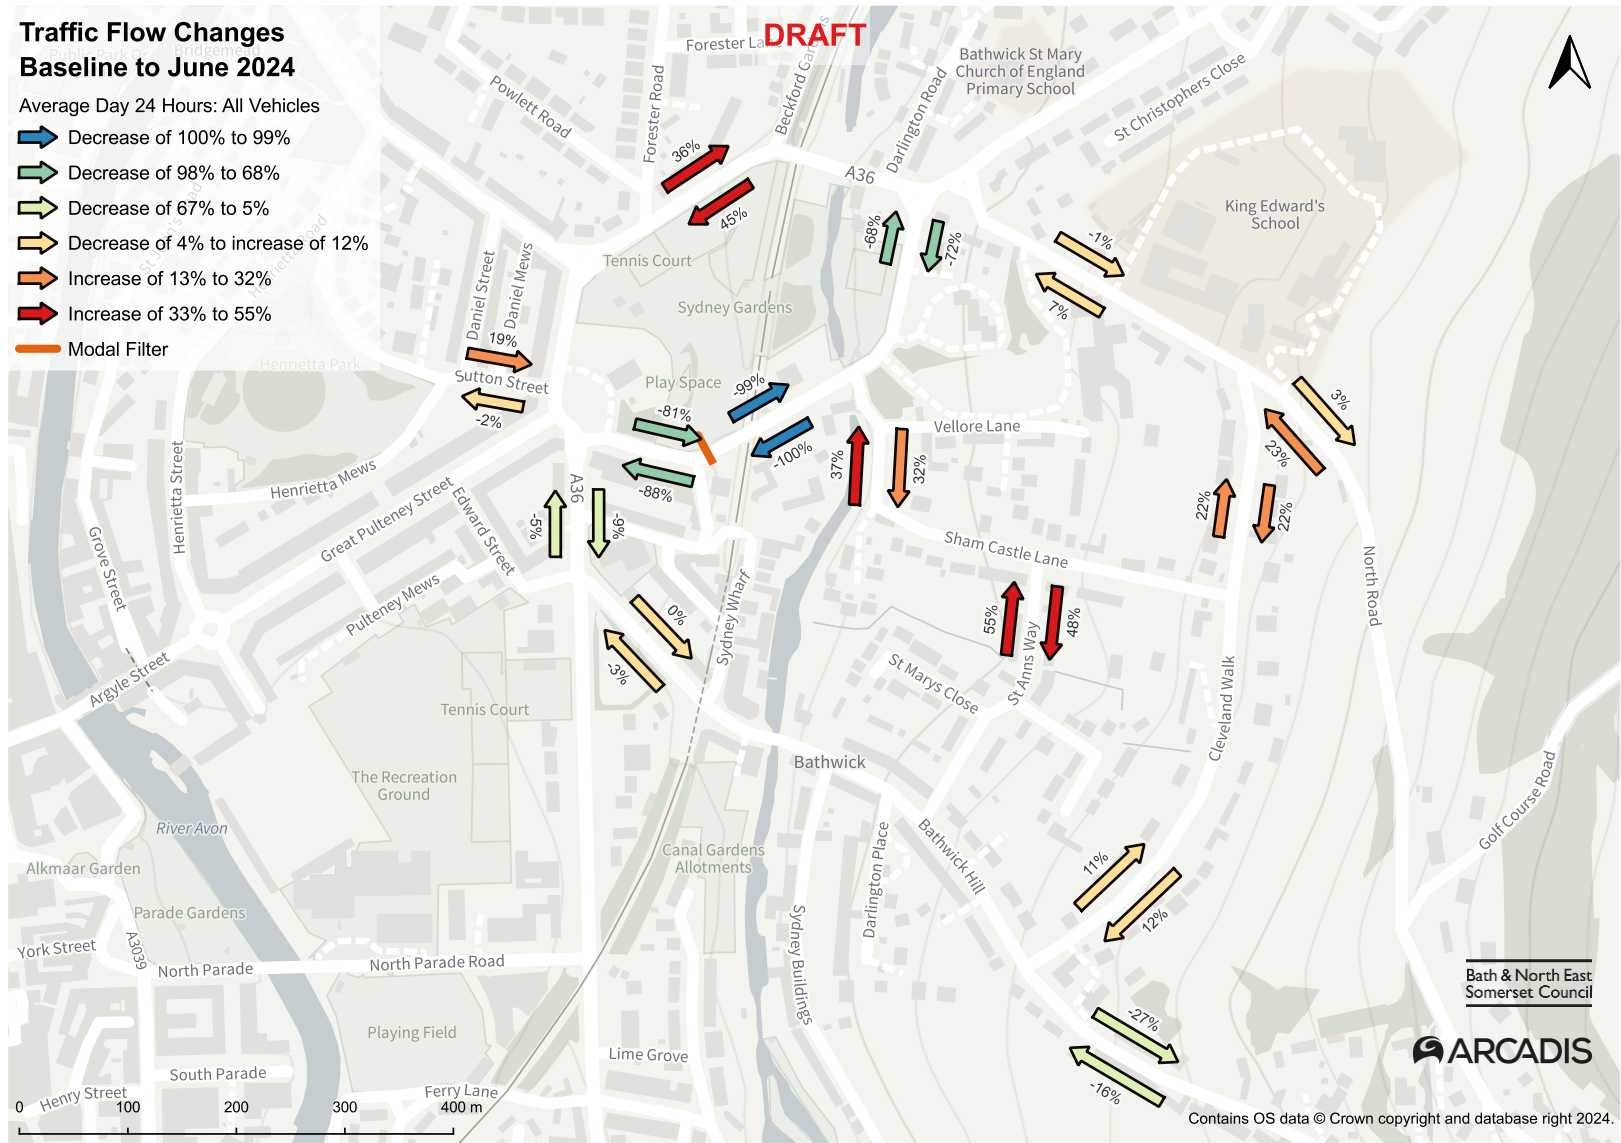 Traffic Flow Changes
Baseline to June 2024
Average Day 24 Hours: All Vehicles
Decrease of 100% to 99%
Decrease of 98% to 68%
Decrease of 67% to 5%
Decrease of 4% to increase of 12%
Increase of 13% to 32%
Increase of 33% to 55%
Modal Filter
DRAFT
Bridgemead
Henrietta Road
Henrietta Park
Forester Lane
Beckford Gardens
Bathwick St Mary
Church of England
Primary School
Powlett Road
Forester Road
Darlington Road
St Christophers Close
A36
36%
45%
-68%
-72%
King Edward's
School
-1%
7%
Tennis Court
Sydney Gardens
Daniel Street
Daniel Mews
19%
Sutton Street
-2%
Play Space
-81%
-99%
-100%
-88%
Vellore Lane
3%
23%
37%
32%
22%
22%
Henrietta Mews
Henrietta Street
Great Pulteney Street
Edward Street
A36
-5%
-9%
Grove Street
Pulteney Mews
Sham Castle Lane
North Road
0%
-3%
Sydney Wharf
55%
48%
St Anns Way
St Marys Close
Cleveland Walk
Argyle Street
Tennis Court
Bathwick
The Recreation
Ground
River Avon
Golf Course Road
Canal Gardens
Allotments
Bathwick Hill
Darlington Place
Sydney Buildings
11%
12%
Alkmaar Garden
Parade Gardens
York Street
A3039
North Parade
North Parade Road
-27%
-16%
Playing Field
Lime Grove
South Parade
Henry Street
Ferry Lane
Bath & North East
Somerset Council
ARCADIS
0 100 200 300 400 m
Contains OS data © Crown copyright and database right 2024.